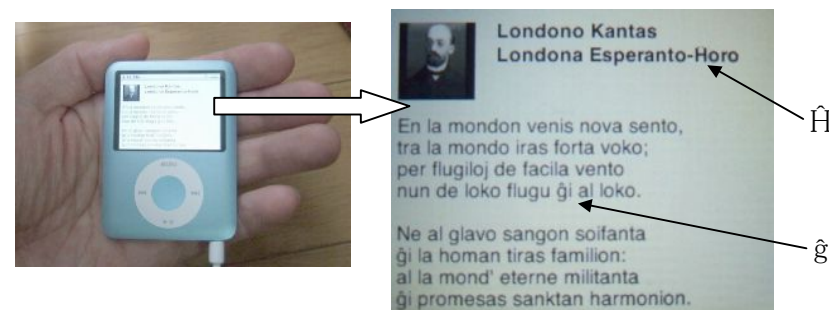 Londono Kantas
Londona Esperanto-Horo
En la mondon venis nova sento,
tra la mondo iras forta voko;
per flugiloj de facila vento
nun de loko flugu ĝi al loko.
Ne al glavo sangon soifanta
ĝi la homan tiras familion:
al la mond' eterne militanta
ĝi promesas sanktan harmonion.
Ĥ
ĝ